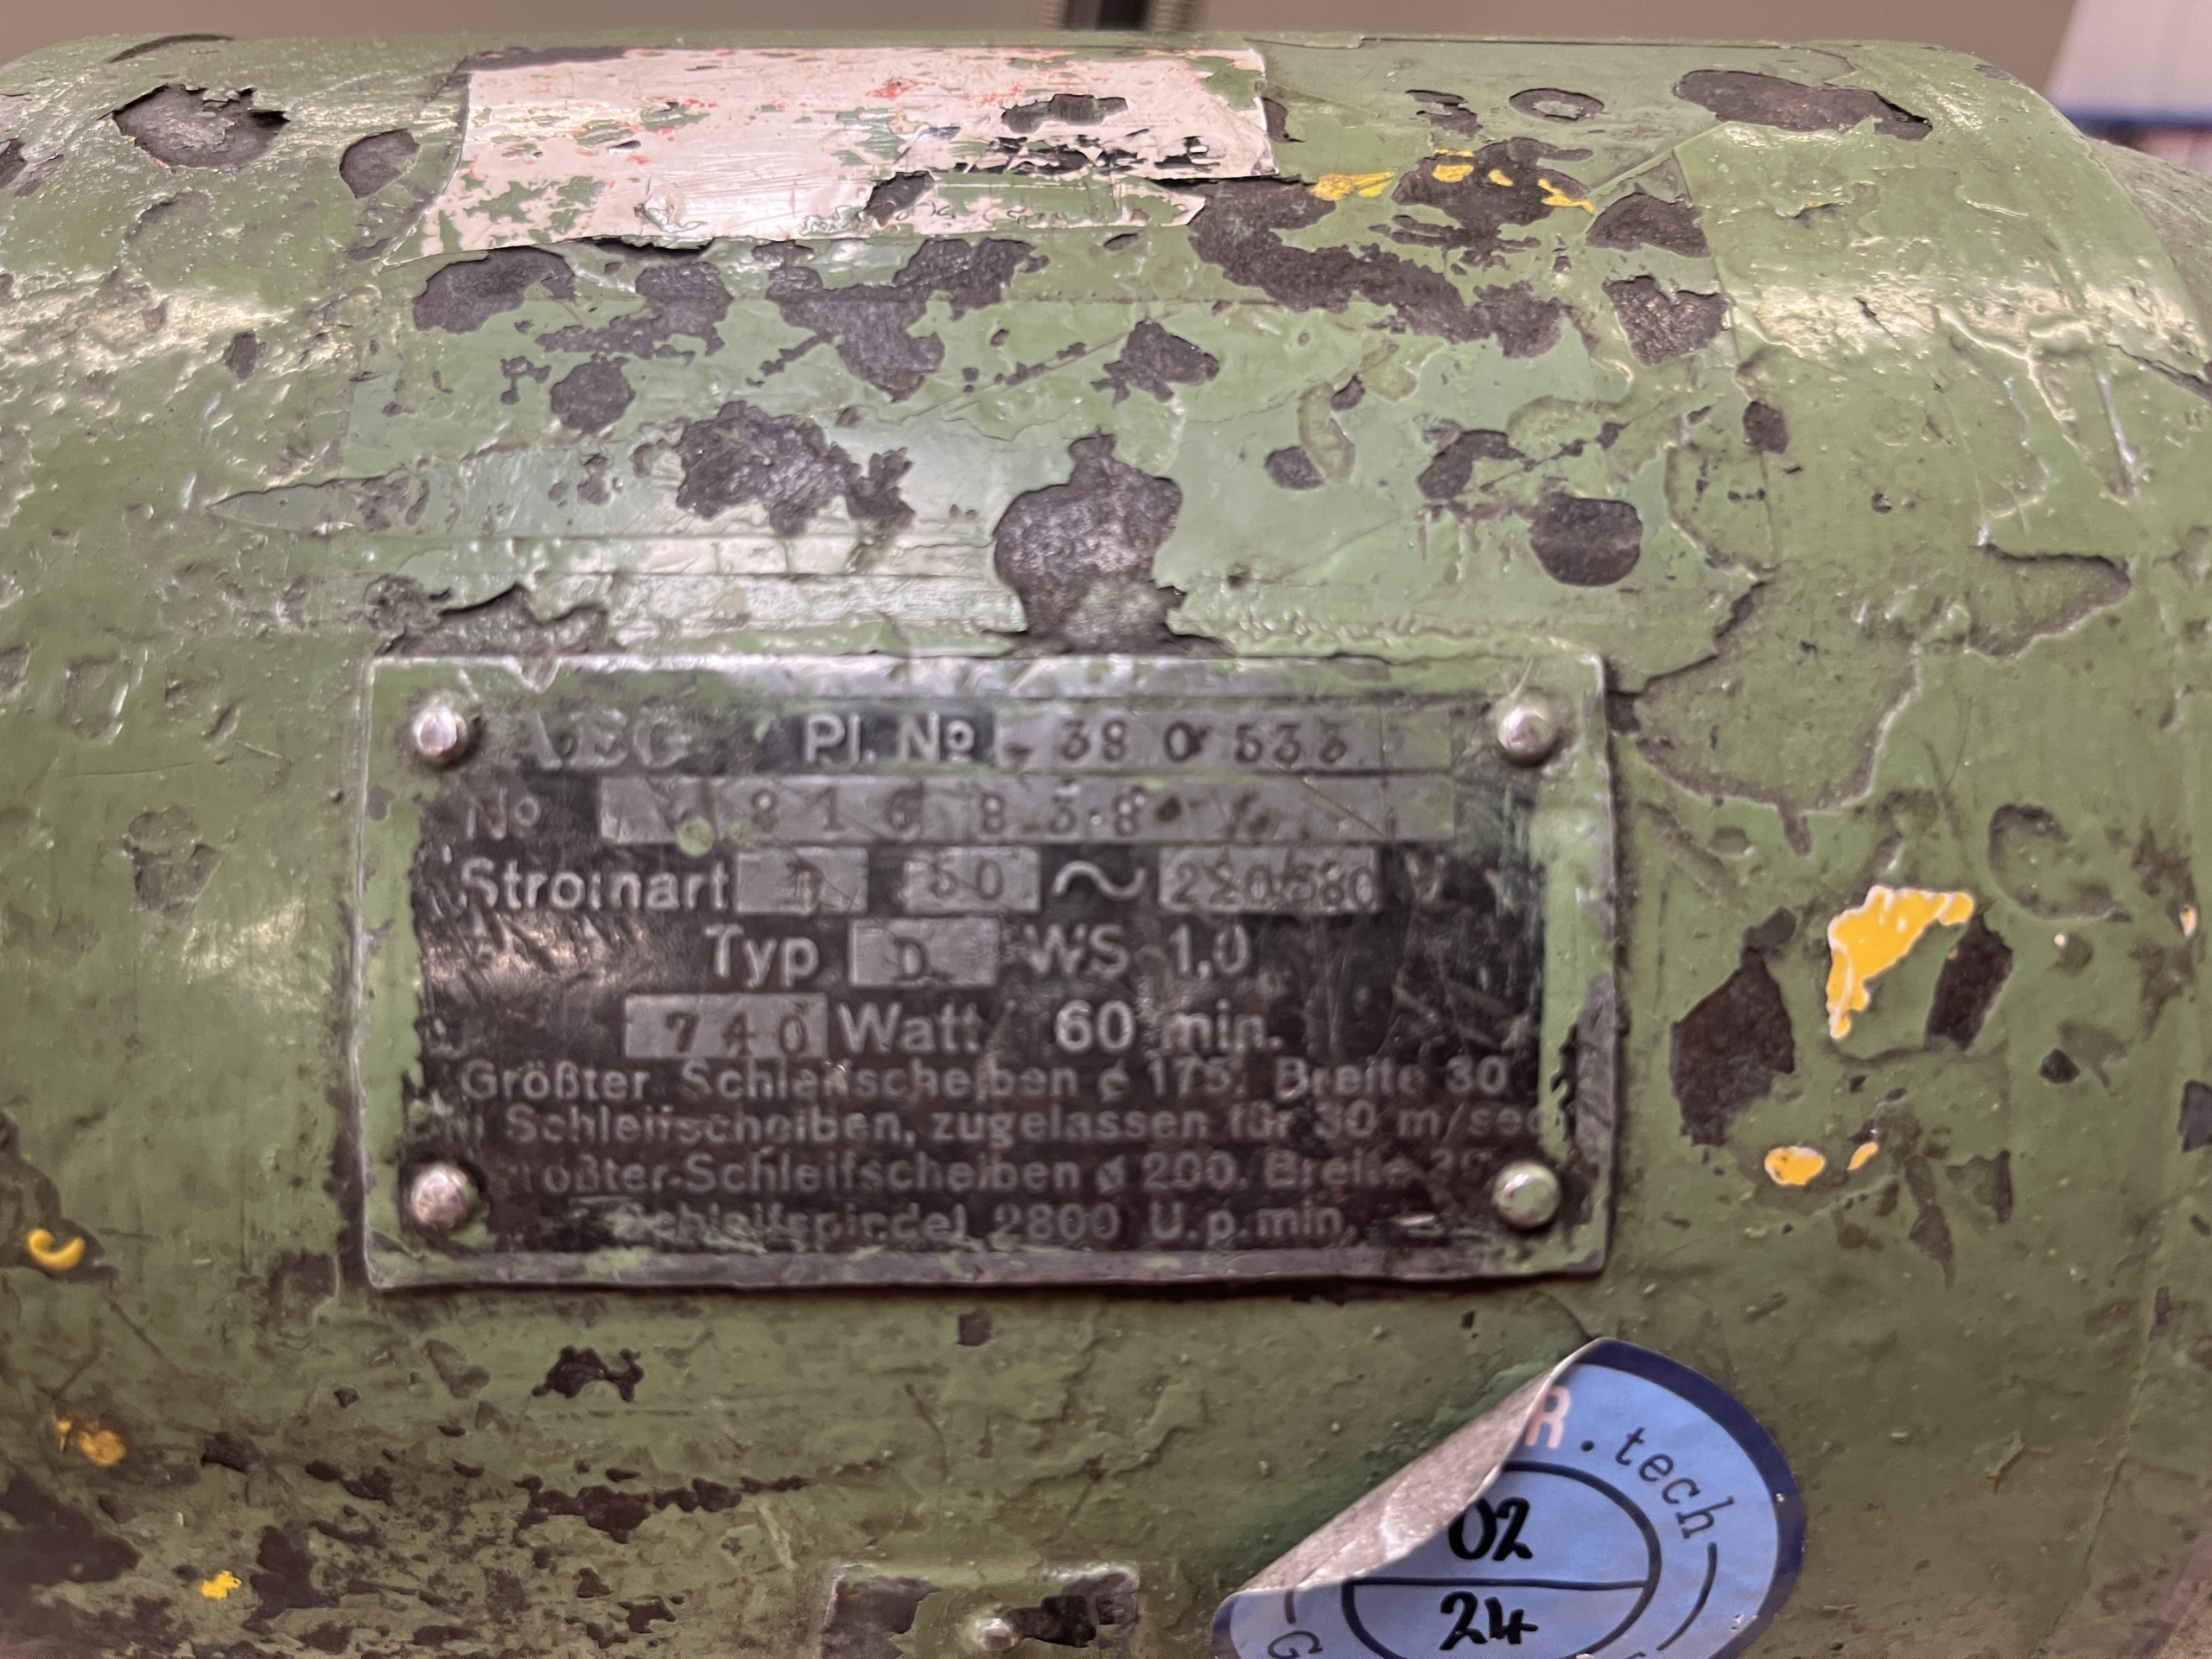 AEG Pl. No 380533
No
Stromart D 50 ~ 220/380 V
Typ D WS 1,0
740 Watt 60 min.
Größter Schleifscheiben ø 175. Breite 30
Schleifscheiben, zugelassen für 30 m/sec
Größter-Schleifscheiben ø 200. Breite
Schleifspindel 2800 U.p.min.
R.tech
02
24